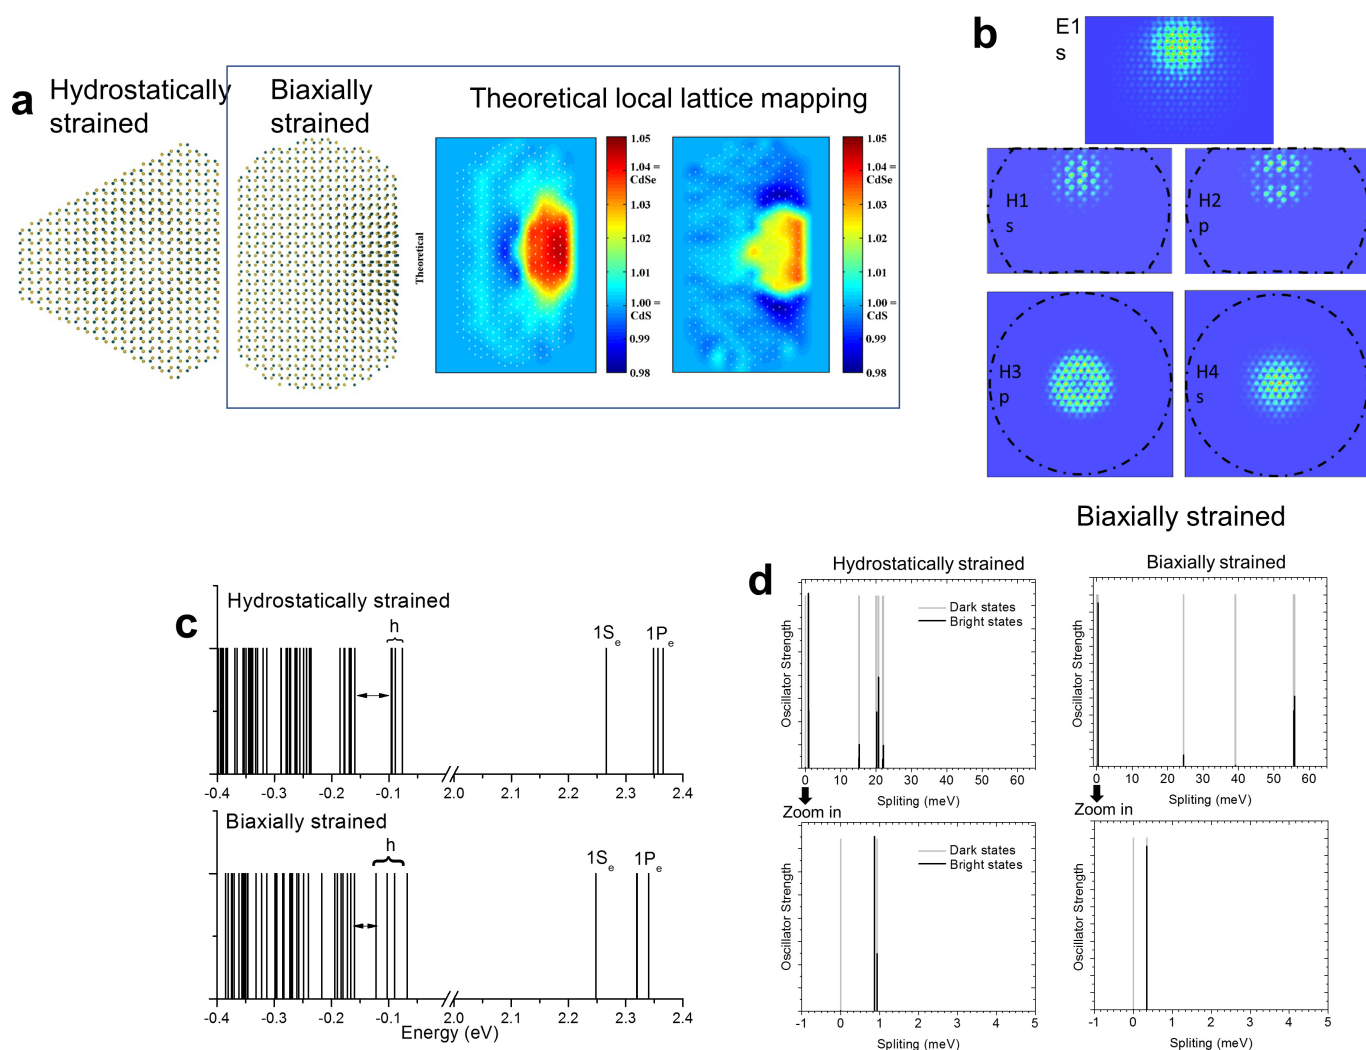 a
Hydrostatically
strained
Biaxially
strained
Theoretical local lattice mapping
Theoretical
1.05
1.04 =
CdSe
1.03
1.02
1.01
1.00 =
CdS
0.99
0.98
1.05
1.04 =
CdSe
1.03
1.02
1.01
1.00 =
CdS
0.99
0.98
b
E1
s
H1
s
H2
p
H3
p
H4
s
Biaxially strained
c
Hydrostatically strained
h
1Se
1Pe
-0.4 -0.3 -0.2 -0.1 -0.0 2.0 2.1 2.2 2.3 2.4
Biaxially strained
h
1Se
1Pe
-0.4 -0.3 -0.2 -0.1 -0.0 2.0 2.1 2.2 2.3 2.4
Energy (eV)
d
Hydrostatically strained
Dark states
Bright states
Oscillator Strength
0 10 20 30 40 50 60
Spliting (meV)
Biaxially strained
Oscillator Strength
0 10 20 30 40 50 60
Spliting (meV)
Zoom in
Dark states
Bright states
Oscillator Strength
-1 0 1 2 3 4 5
Spliting (meV)
Zoom in
Oscillator Strength
-1 0 1 2 3 4 5
Spliting (meV)